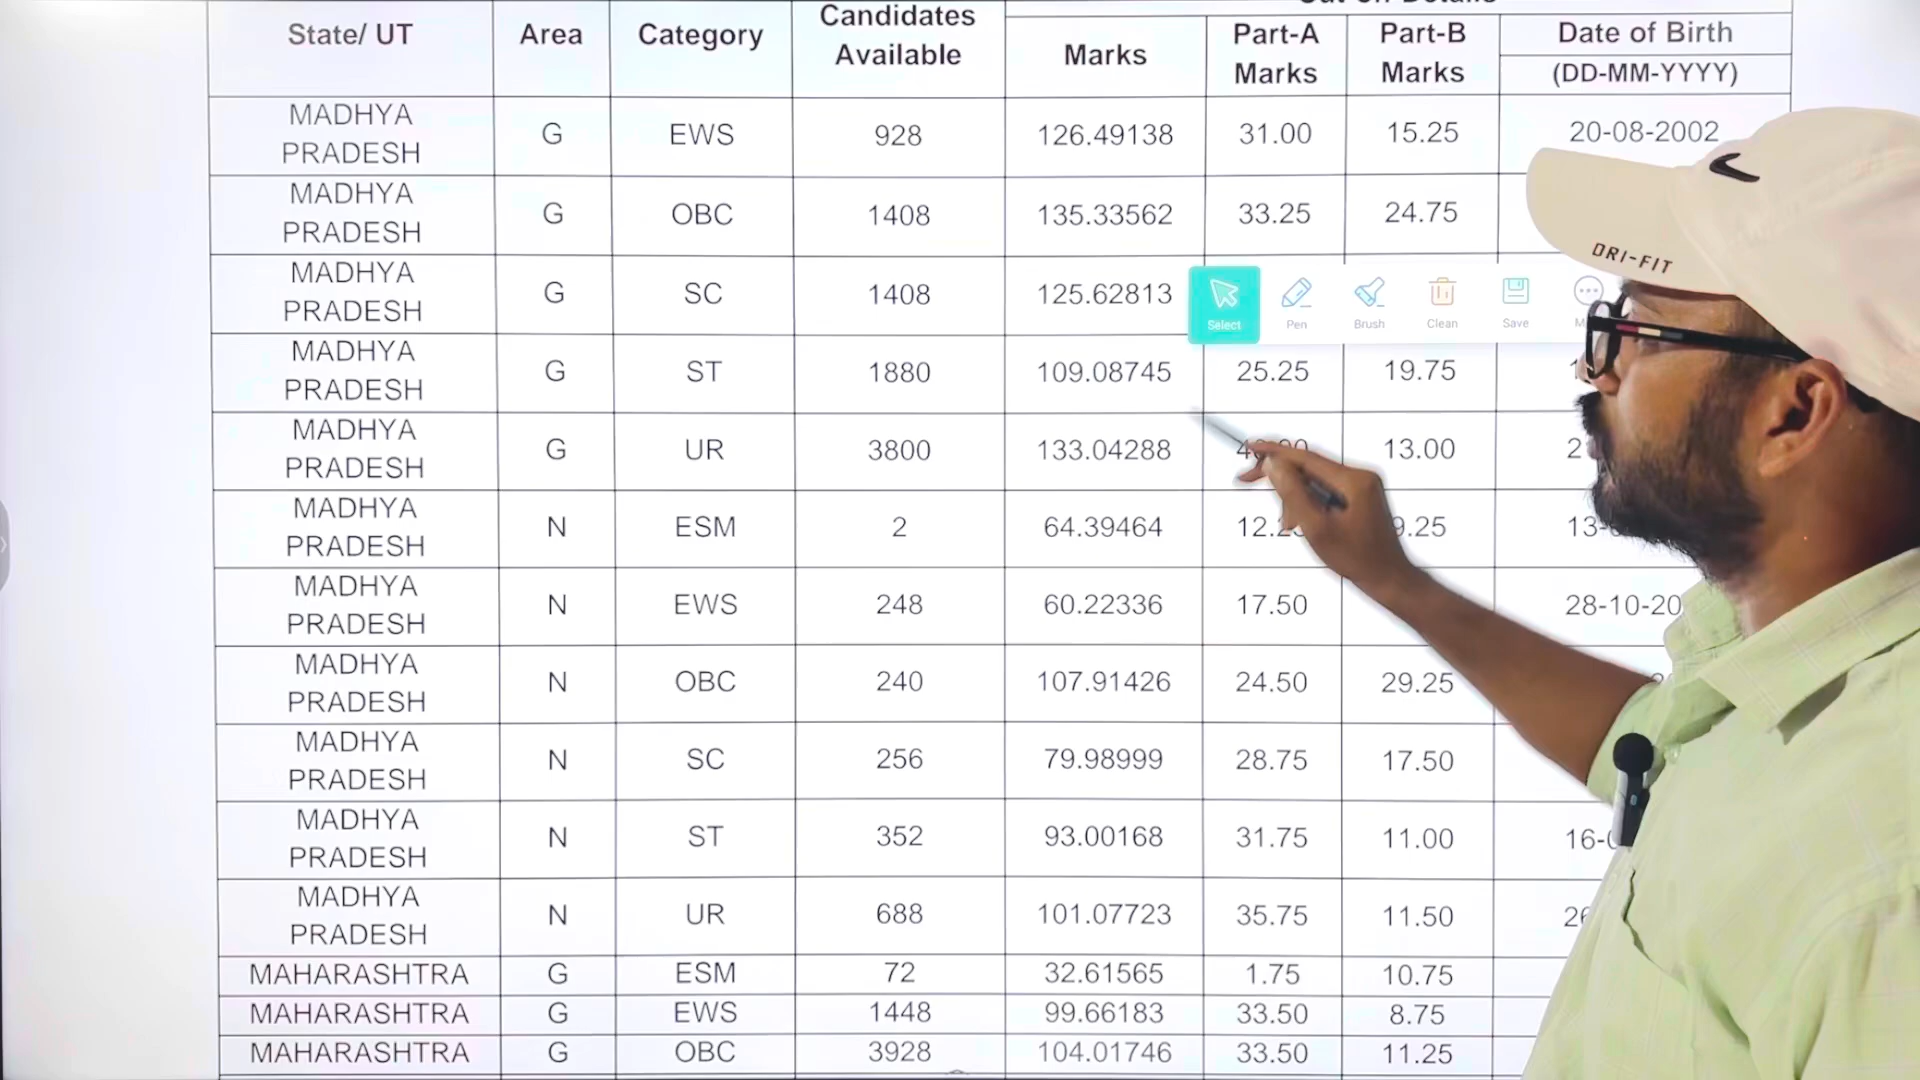 State/ UT Area Category Candidates Available Marks Part-A Marks Part-B Marks Date of Birth (DD-MM-YYYY)
MADHYA PRADESH G EWS 928 126.49138 31.00 15.25 20-08-2002
MADHYA PRADESH G OBC 1408 135.33562 33.25 24.75
MADHYA PRADESH G SC 1408 125.62813
MADHYA PRADESH G ST 1880 109.08745 25.25 19.75
MADHYA PRADESH G UR 3800 133.04288 13.00
MADHYA PRADESH N ESM 2 64.39464
MADHYA PRADESH N EWS 248 60.22336 17.50
MADHYA PRADESH N OBC 240 107.91426 24.50 29.25
MADHYA PRADESH N SC 256 79.98999 28.75 17.50
MADHYA PRADESH N ST 352 93.00168 31.75 11.00
MADHYA PRADESH N UR 688 101.07723 35.75 11.50
MAHARASHTRA G ESM 72 32.61565 1.75 10.75
MAHARASHTRA G EWS 1448 99.66183 33.50 8.75
MAHARASHTRA G OBC 3928 104.01746 33.50 11.25
Select Pen Brush Clean Save
DRI-FIT